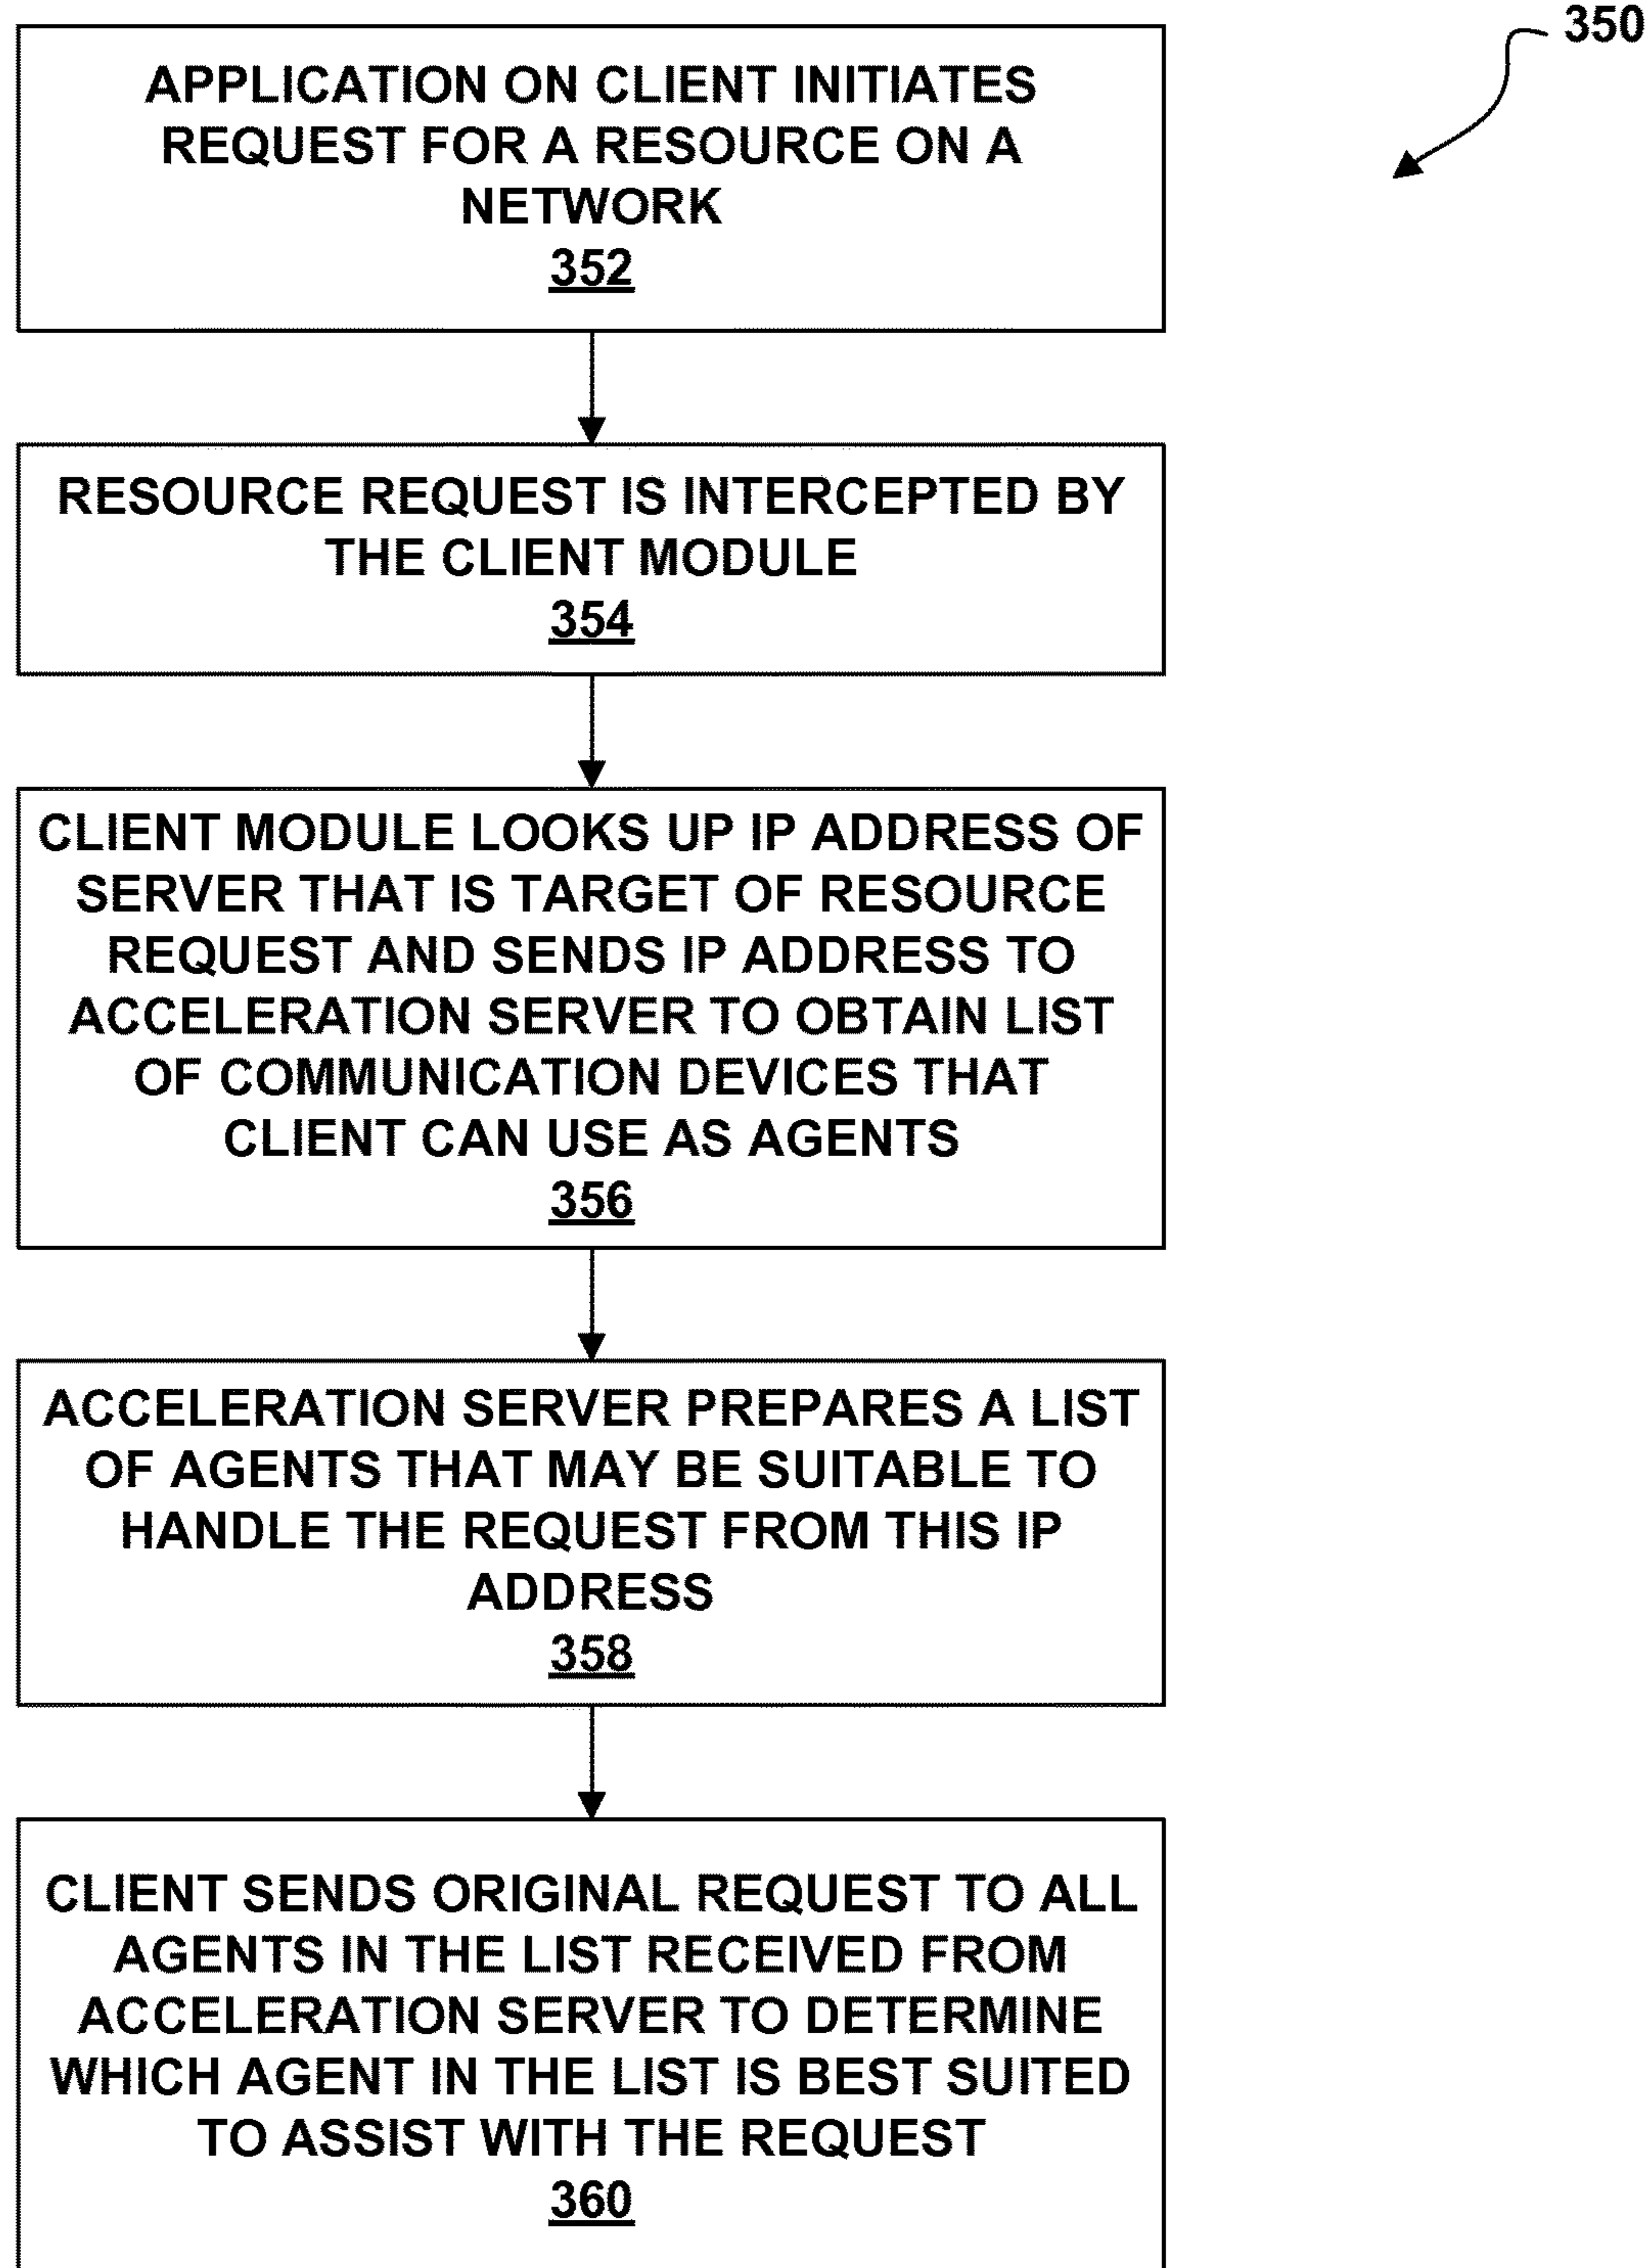 350
APPLICATION ON CLIENT INITIATES
REQUEST FOR A RESOURCE ON A
NETWORK
352
RESOURCE REQUEST IS INTERCEPTED BY
THE CLIENT MODULE
354
CLIENT MODULE LOOKS UP IP ADDRESS OF
SERVER THAT IS TARGET OF RESOURCE
REQUEST AND SENDS IP ADDRESS TO
ACCELERATION SERVER TO OBTAIN LIST
OF COMMUNICATION DEVICES THAT
CLIENT CAN USE AS AGENTS
356
ACCELERATION SERVER PREPARES A LIST
OF AGENTS THAT MAY BE SUITABLE TO
HANDLE THE REQUEST FROM THIS IP
ADDRESS
358
CLIENT SENDS ORIGINAL REQUEST TO ALL
AGENTS IN THE LIST RECEIVED FROM
ACCELERATION SERVER TO DETERMINE
WHICH AGENT IN THE LIST IS BEST SUITED
TO ASSIST WITH THE REQUEST
360